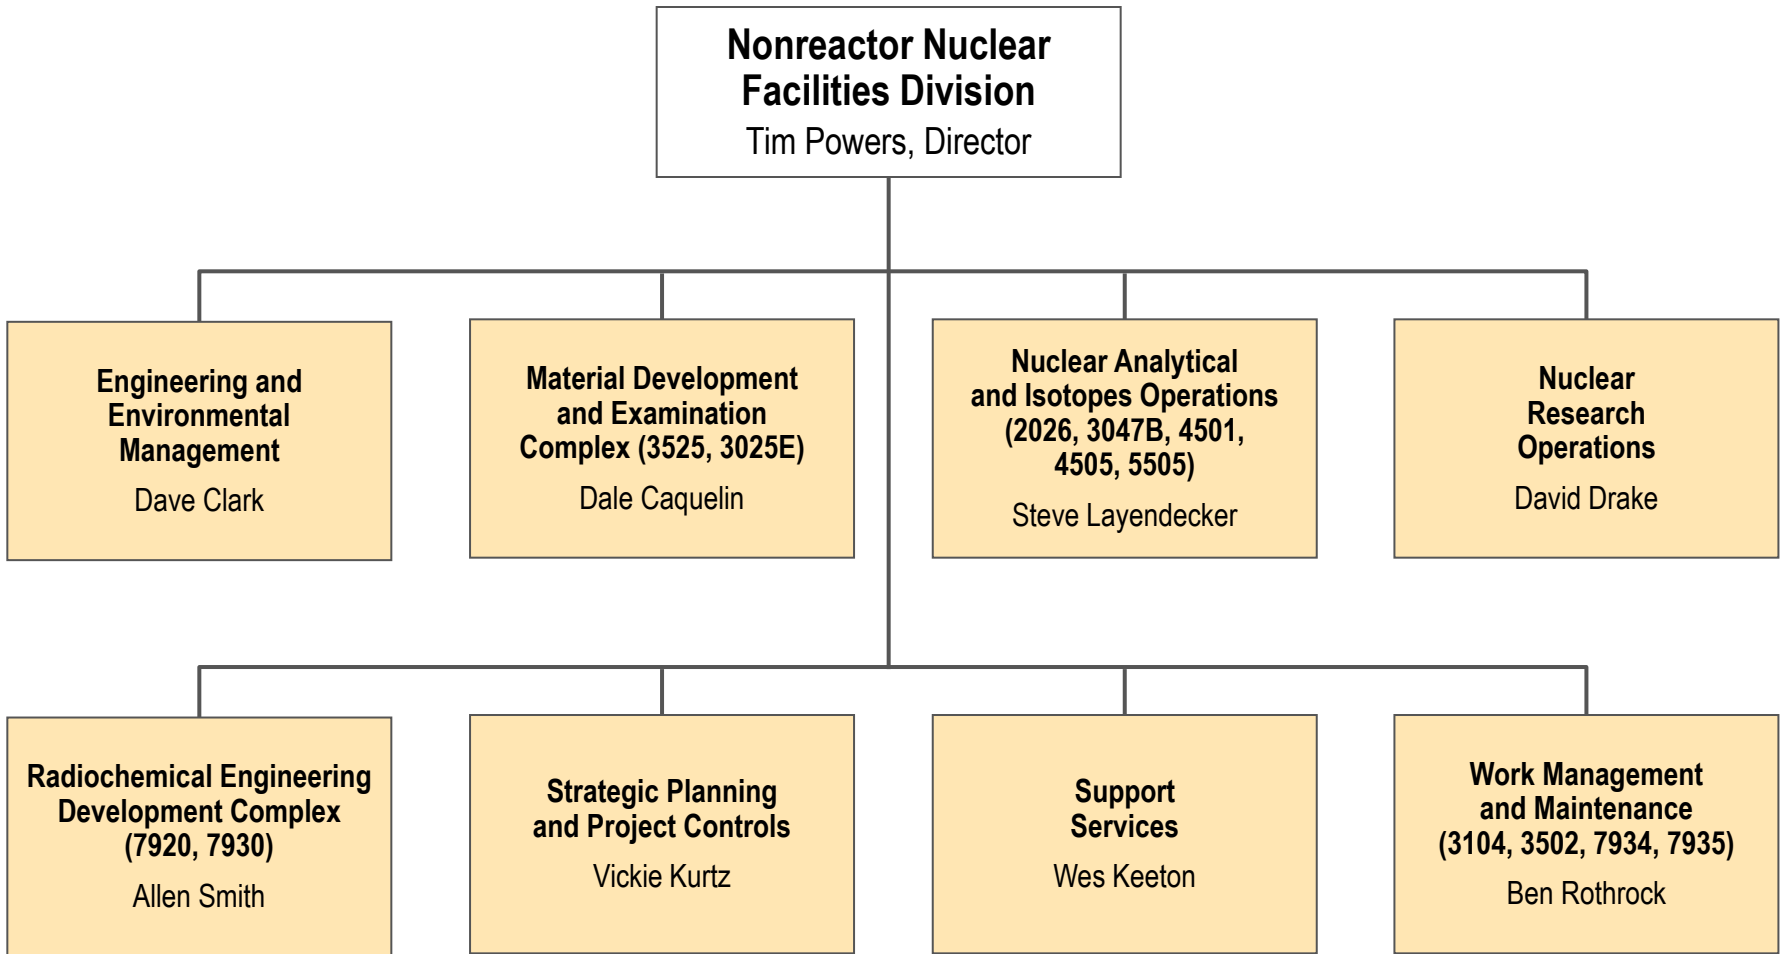 Nonreactor Nuclear
Facilities Division
Tim Powers, Director
Engineering and
Environmental
Management
Dave Clark
Material Development
and Examination
Complex (3525, 3025E)
Dale Caquelin
Nuclear Analytical
and Isotopes Operations
(2026, 3047B, 4501,
4505, 5505)
Steve Layendecker
Nuclear
Research
Operations
David Drake
Radiochemical Engineering
Development Complex
(7920, 7930)
Allen Smith
Strategic Planning
and Project Controls
Vickie Kurtz
Support
Services
Wes Keeton
Work Management
and Maintenance
(3104, 3502, 7934, 7935)
Ben Rothrock